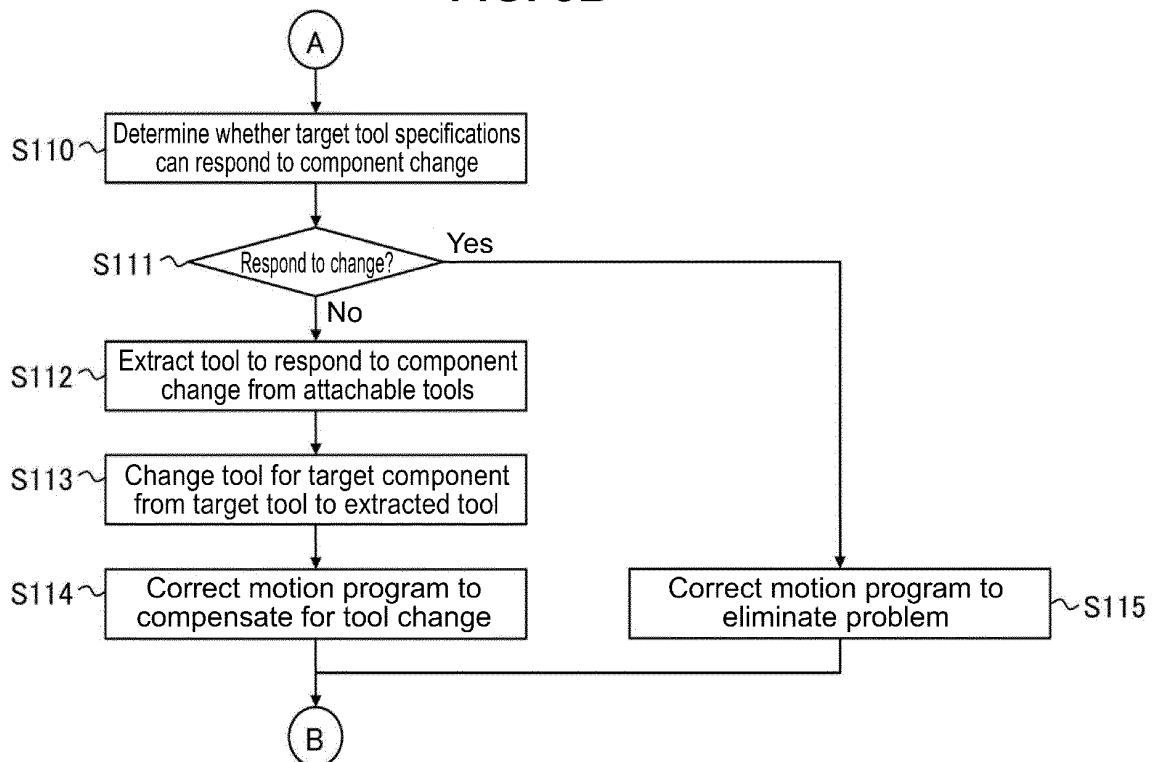 A
S110
Determine whether target tool specifications
can respond to component change
S111
Respond to change?
Yes
No
S112
Extract tool to respond to component
change from attachable tools
S113
Change tool for target component
from target tool to extracted tool
S114
Correct motion program to
compensate for tool change
Correct motion program to
eliminate problem
S115
B